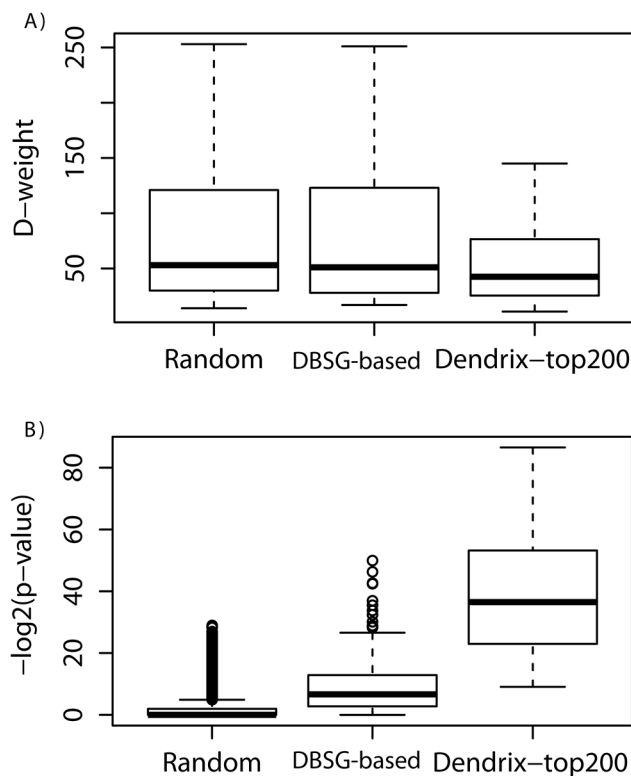 A)
250
150
50
D-weight
Random DBSG-based Dendrix-top200
B)
80
60
40
20
0
-log2(p-value)
Random DBSG-based Dendrix-top200